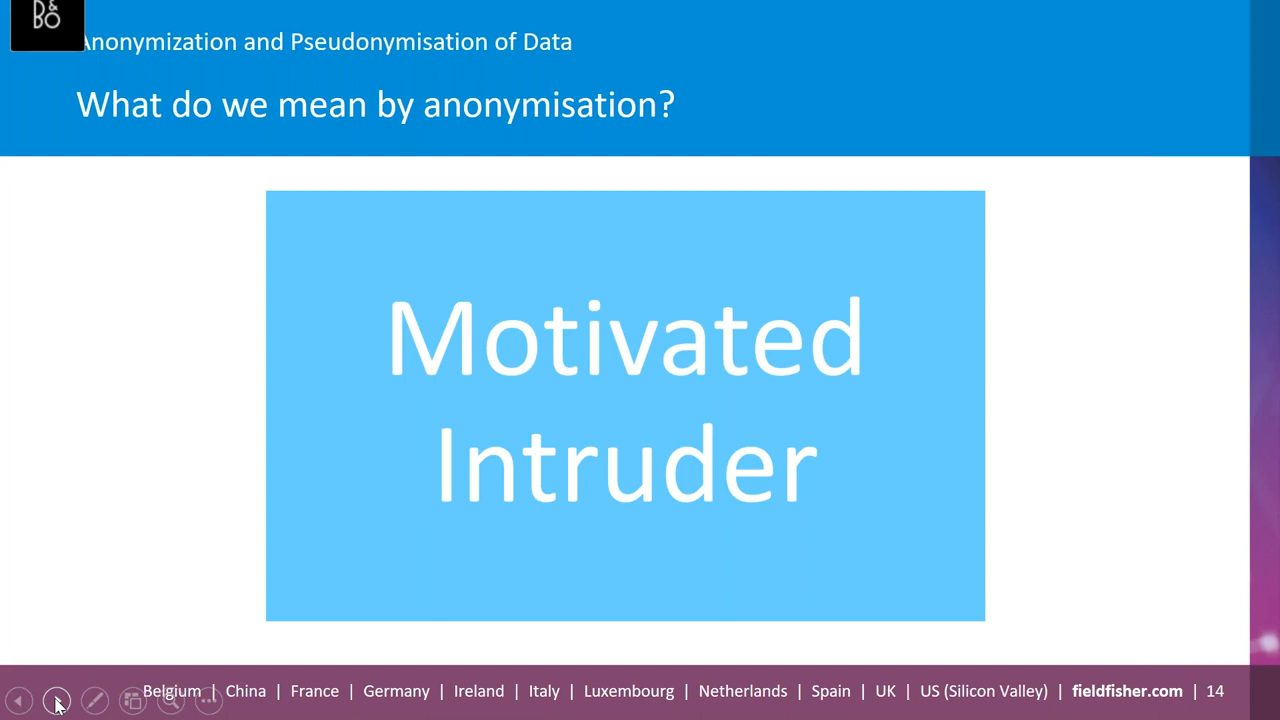 B&
BO
Anonymization and Pseudonymisation of Data
What do we mean by anonymisation?
Motivated
Intruder
Belgium | China | France | Germany | Ireland | Italy | Luxembourg | Netherlands | Spain | UK | US (Silicon Valley) | fieldfisher.com | 14